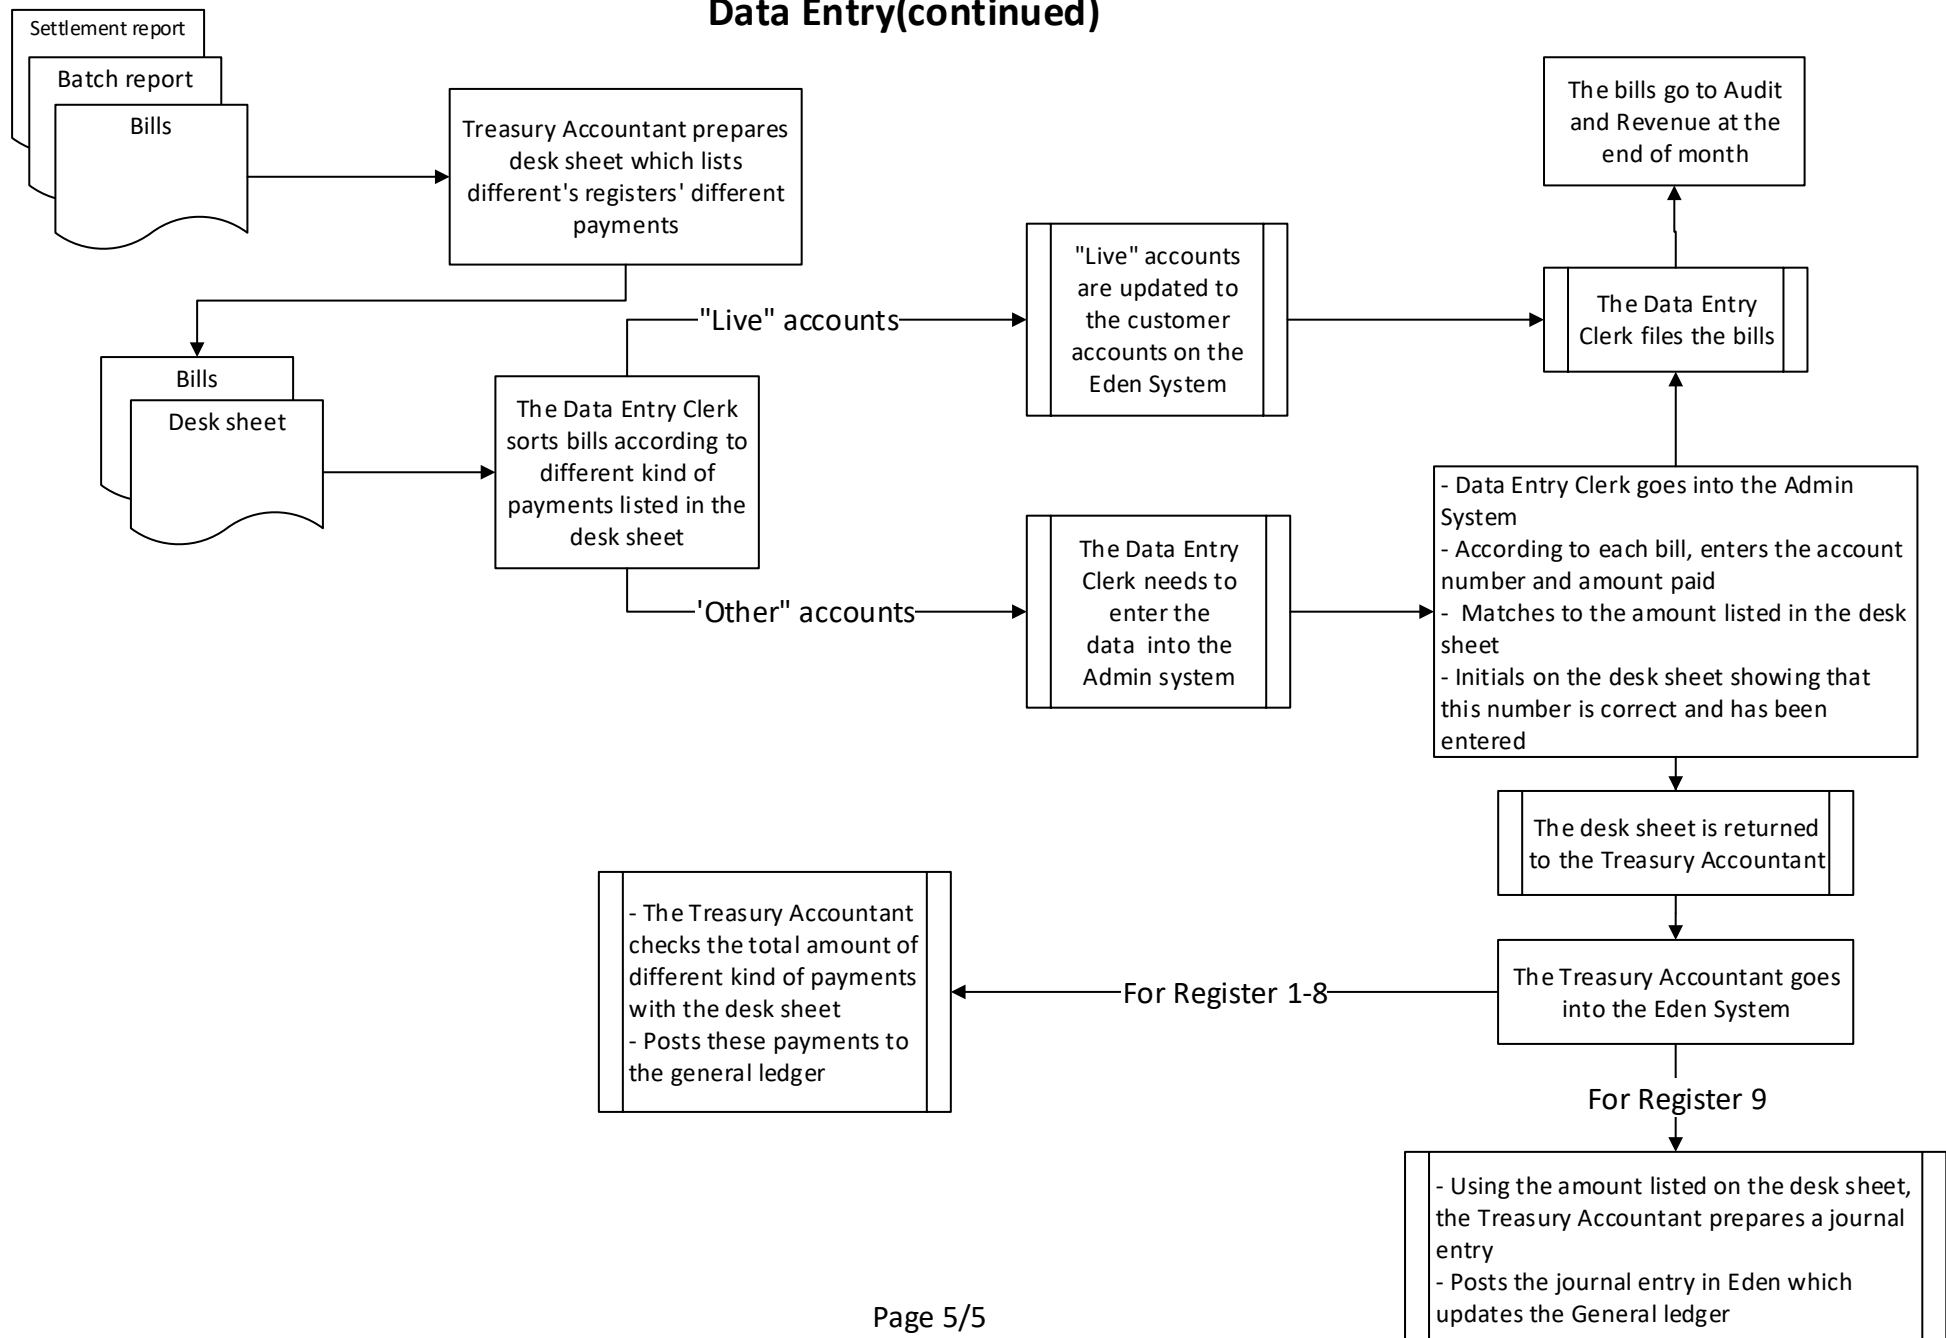 Data Entry(continued)
Settlement report
Batch report
Bills
Treasury Accountant prepares
desk sheet which lists
different's registers' different
payments
The bills go to Audit
and Revenue at the
end of month
"Live" accounts
are updated to
the customer
accounts on the
Eden System
The Data Entry
Clerk files the bills
"Live" accounts
Bills
Desk sheet
The Data Entry Clerk
sorts bills according to
different kind of
payments listed in the
desk sheet
'Other" accounts
The Data Entry
Clerk needs to
enter the
data  into the
Admin system
- Data Entry Clerk goes into the Admin
System
- According to each bill, enters the account
number and amount paid
-  Matches to the amount listed in the desk
sheet
- Initials on the desk sheet showing that
this number is correct and has been
entered
The desk sheet is returned
to the Treasury Accountant
The Treasury Accountant goes
into the Eden System
For Register 1-8
- The Treasury Accountant
checks the total amount of
different kind of payments
with the desk sheet
- Posts these payments to
the general ledger
For Register 9
- Using the amount listed on the desk sheet,
the Treasury Accountant prepares a journal
entry
- Posts the journal entry in Eden which
updates the General ledger
Page 5/5